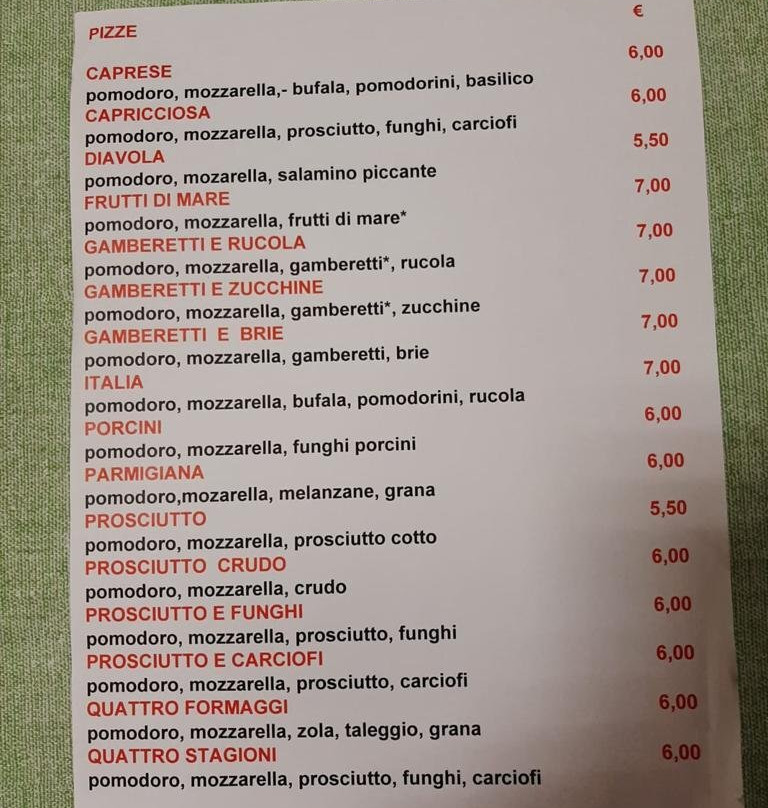 PIZZE €
CAPRESE 6,00
pomodoro, mozzarella,- bufala, pomodorini, basilico
CAPRICCIOSA 6,00
pomodoro, mozzarella, prosciutto, funghi, carciofi
DIAVOLA 5,50
pomodoro, mozarella, salamino piccante
FRUTTI DI MARE 7,00
pomodoro, mozzarella, frutti di mare*
GAMBERETTI E RUCOLA 7,00
pomodoro, mozzarella, gamberetti*, rucola
GAMBERETTI E ZUCCHINE 7,00
pomodoro, mozzarella, gamberetti*, zucchine
GAMBERETTI E BRIE 7,00
pomodoro, mozzarella, gamberetti, brie
ITALIA 7,00
pomodoro, mozzarella, bufala, pomodorini, rucola
PORCINI 6,00
pomodoro, mozzarella, funghi porcini
PARMIGIANA 6,00
pomodoro,mozarella, melanzane, grana
PROSCIUTTO 5,50
pomodoro, mozzarella, prosciutto cotto
PROSCIUTTO CRUDO 6,00
pomodoro, mozzarella, crudo
PROSCIUTTO E FUNGHI 6,00
pomodoro, mozzarella, prosciutto, funghi
PROSCIUTTO E CARCIOFI 6,00
pomodoro, mozzarella, prosciutto, carciofi
QUATTRO FORMAGGI 6,00
pomodoro, mozzarella, zola, taleggio, grana
QUATTRO STAGIONI 6,00
pomodoro, mozzarella, prosciutto, funghi, carciofi